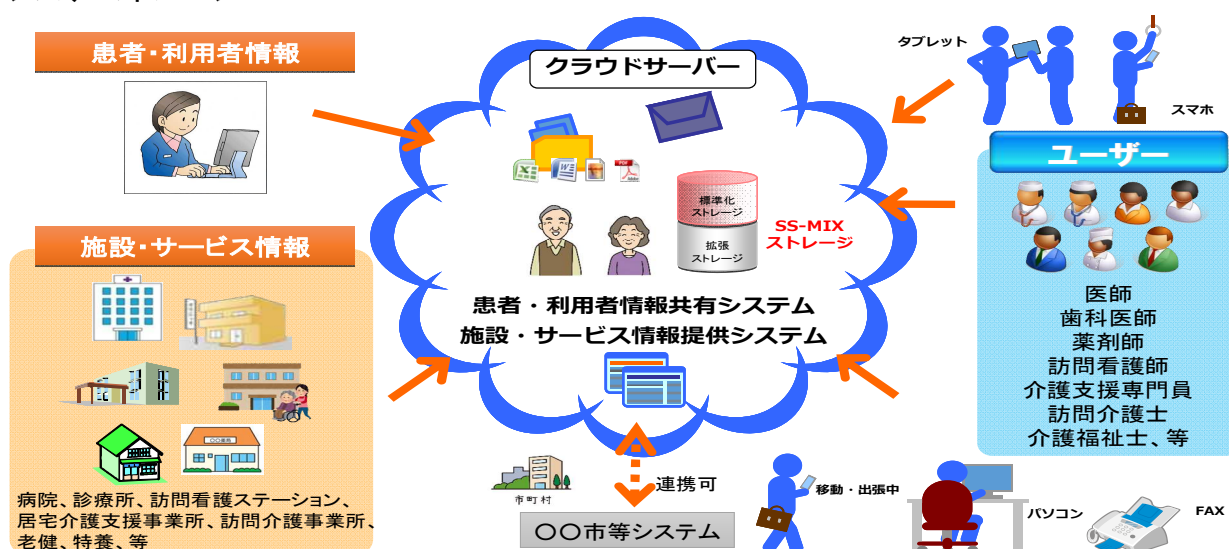 患者・利用者情報
施設・サービス情報
病院、診療所、訪問看護ステーション、
居宅介護支援事業所、訪問介護事業所、
老健、特養、等
クラウドサーバー
標準化
ストレージ
拡張
ストレージ
SS-MIX
ストレージ
患者・利用者情報共有システム
施設・サービス情報提供システム
市町村
連携可
〇〇市等システム
タブレット
スマホ
ユーザー
医師
歯科医師
薬剤師
訪問看護師
介護支援専門員
訪問介護士
介護福祉士、等
移動・出張中
パソコン
FAX